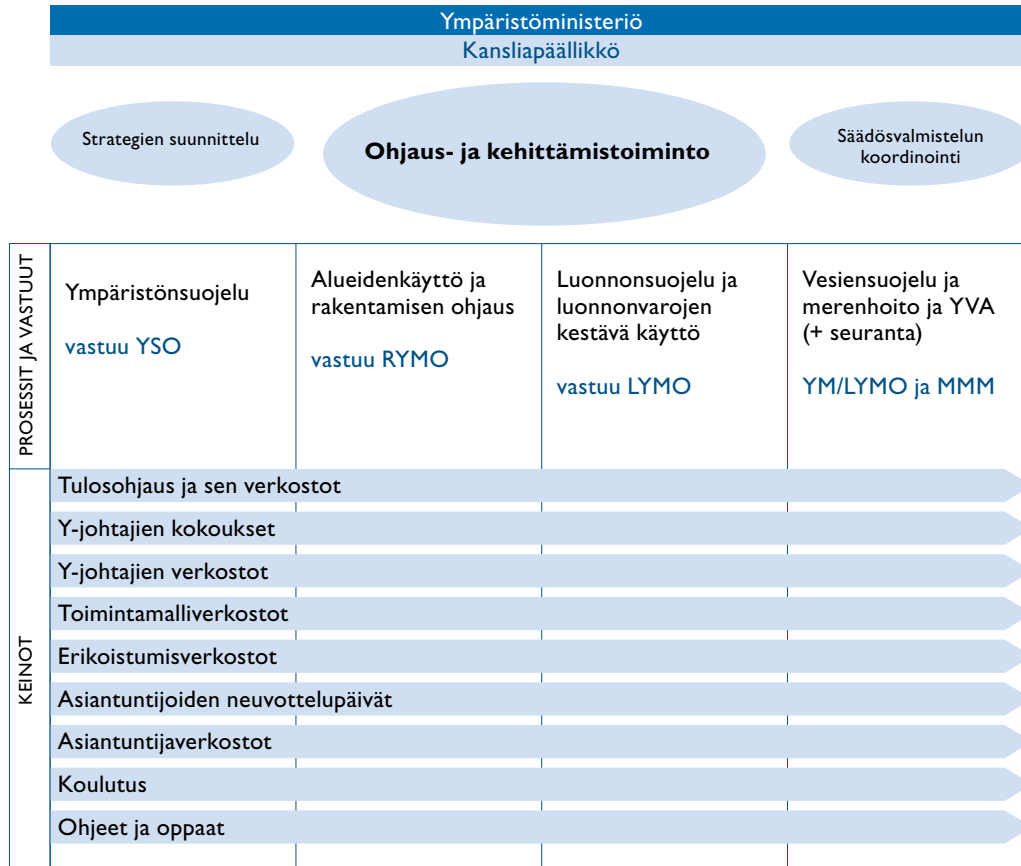 Ympäristöministeriö
Kansliapäällikkö
Strategien suunnittelu
Ohjaus- ja kehittämistoiminto
Säädösvalmistelun
koordinointi
PROSESSIT JA VASTUUT
Ympäristönsuojelu
vastuu YSO
Alueidenkäyttö ja
rakentamisen ohjaus
vastuu RYMO
Luonnonsuojelu ja
luonnonvarojen
kestävä käyttö
vastuu LYMO
Vesiensuojelu ja
merenhoito ja YVA
(+ seuranta)
YM/LYMO ja MMM
KEINOT
Tulosohjaus ja sen verkostot
Y-johtajien kokoukset
Y-johtajien verkostot
Toimintamalliverkostot
Erikoistumisverkostot
Asiantuntijoiden neuvottelupäivät
Asiantuntijaverkostot
Koulutus
Ohjeet ja oppaat